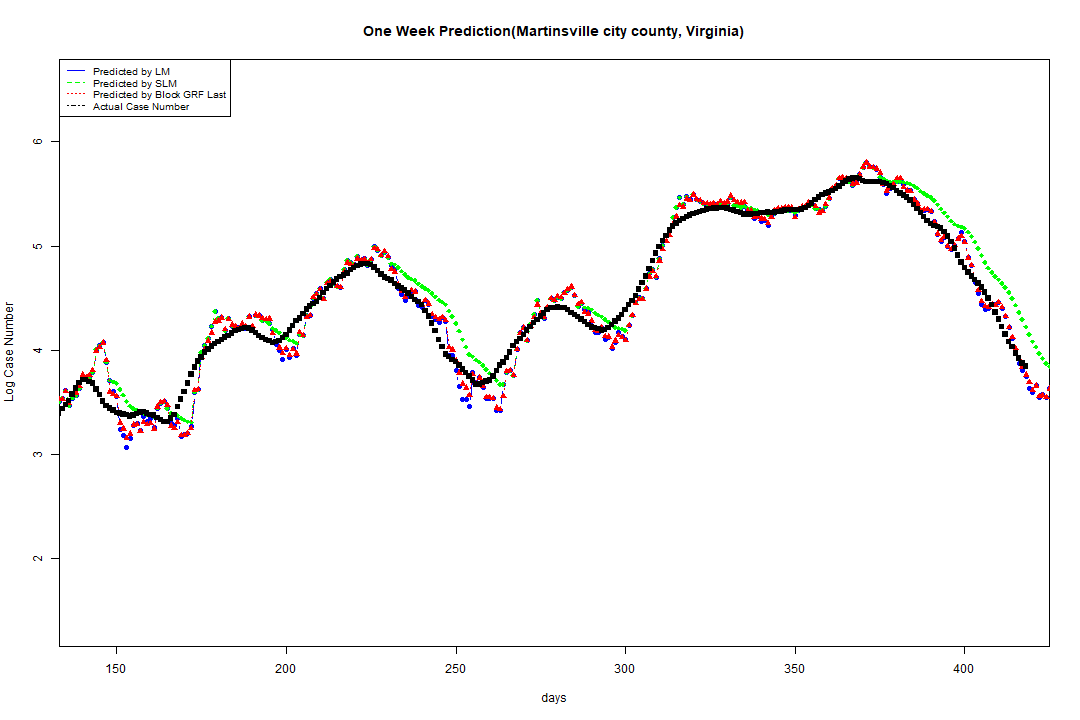 One Week Prediction(Martinsville city county, Virginia)
Predicted by LM
Predicted by SLM
Predicted by Block GRF Last
Actual Case Number
6
5
4
3
2
Log Case Number
150 200 250 300 350 400
days